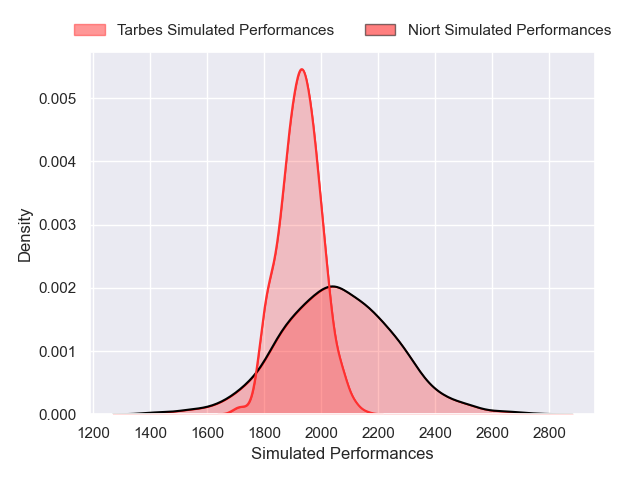 Tarbes Simulated Performances Niort Simulated Performances
Density
0.005
0.004
0.003
0.002
0.001
0.000
1200 1400 1600 1800 2000 2200 2400 2600 2800
Simulated Performances